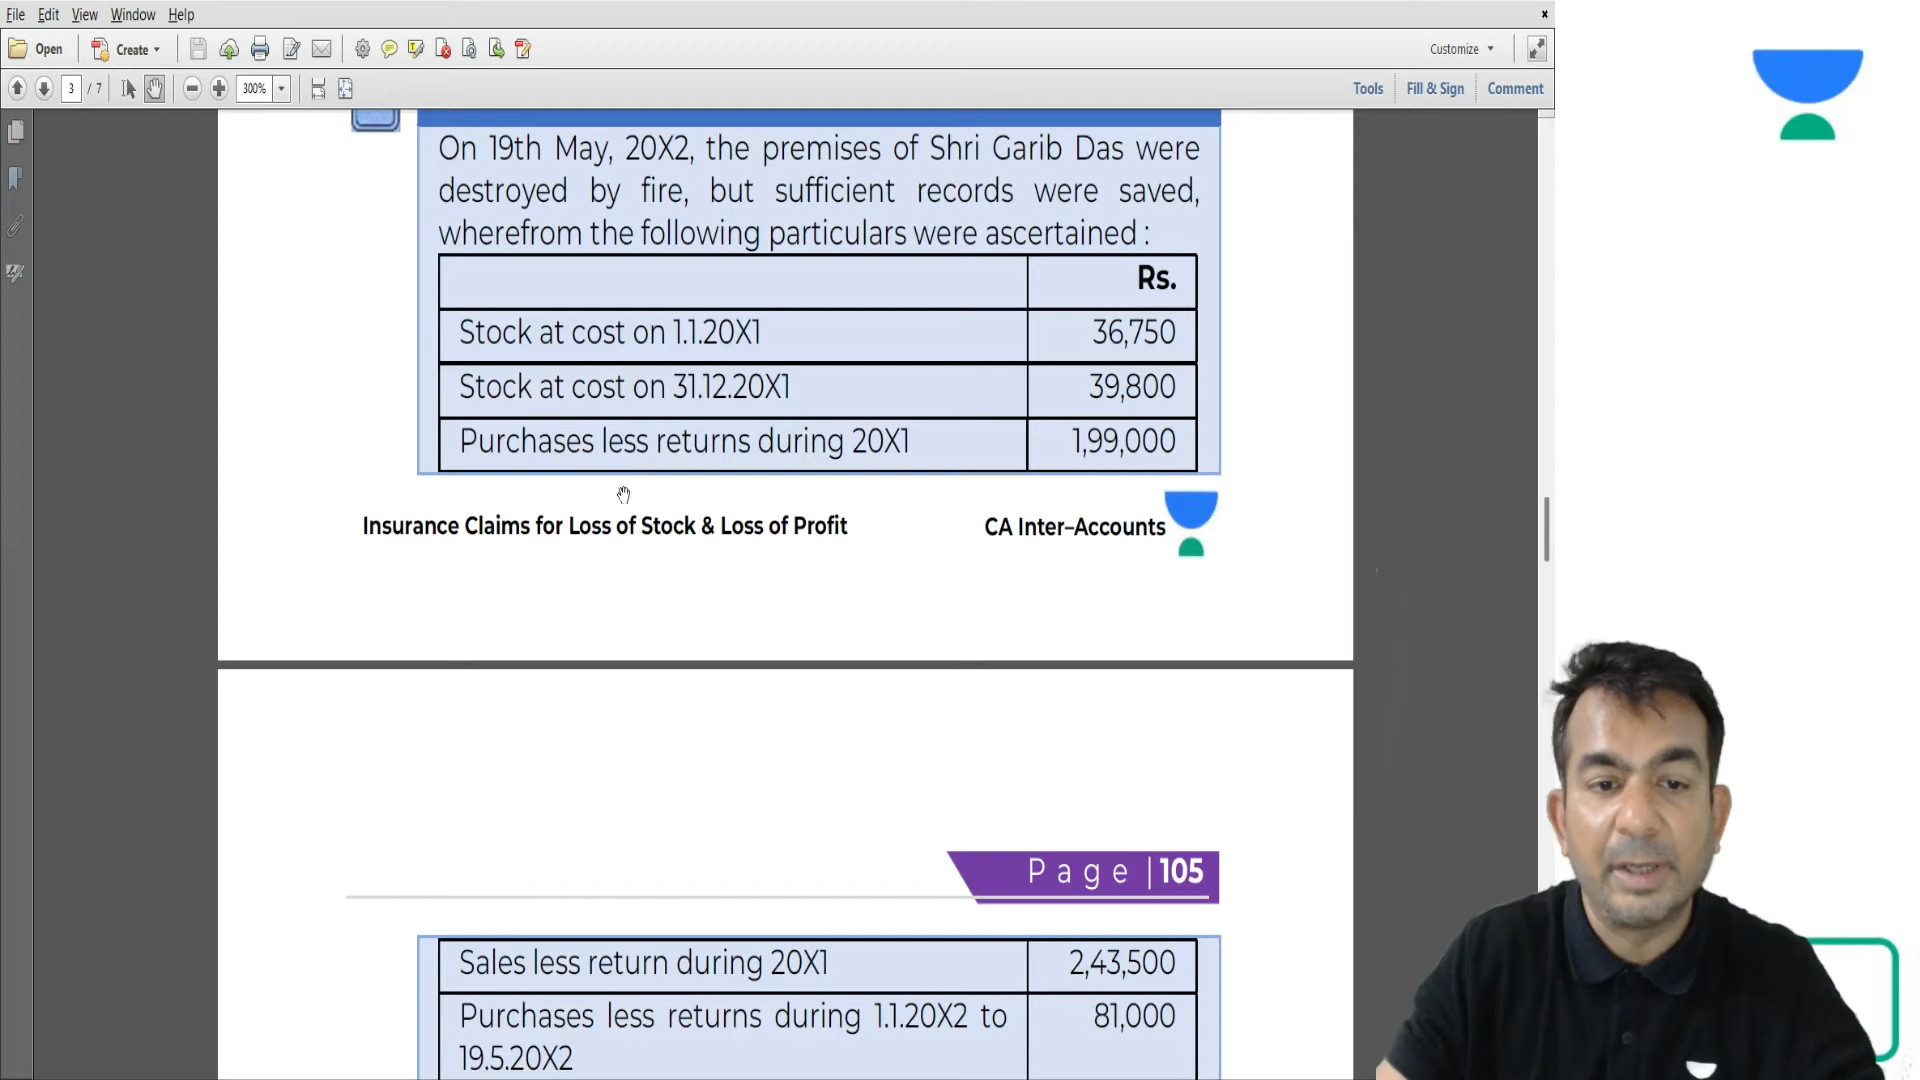 File Edit View Window Help
Open Create Customize
3 / 7 300% Tools Fill & Sign Comment
On 19th May, 20X2, the premises of Shri Garib Das were
destroyed by fire, but sufficient records were saved,
wherefrom the following particulars were ascertained :
Rs.
Stock at cost on 1.1.20X1 36,750
Stock at cost on 31.12.20X1 39,800
Purchases less returns during 20X1 1,99,000
Insurance Claims for Loss of Stock & Loss of Profit CA Inter–Accounts
Page |105
Sales less return during 20X1 2,43,500
Purchases less returns during 1.1.20X2 to 81,000
19.5.20X2